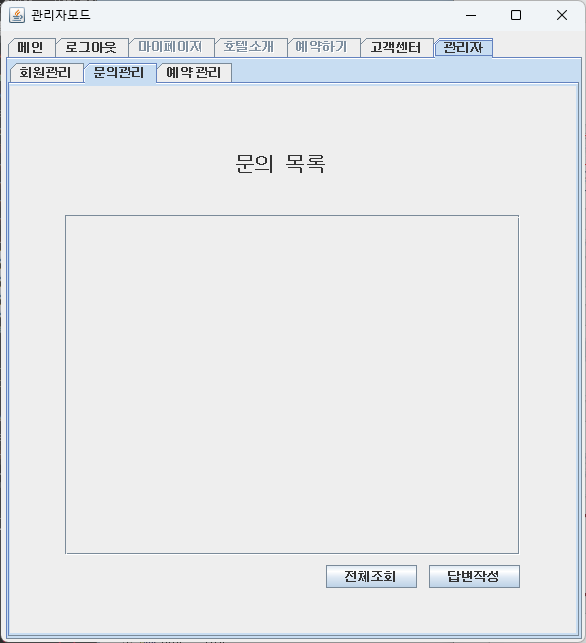 관리자모드
메인 로그아웃 마이페이지 호텔소개 예약하기 고객센터 관리자
회원관리 문의관리 예약 관리
문의 목록
전체조회 답변작성